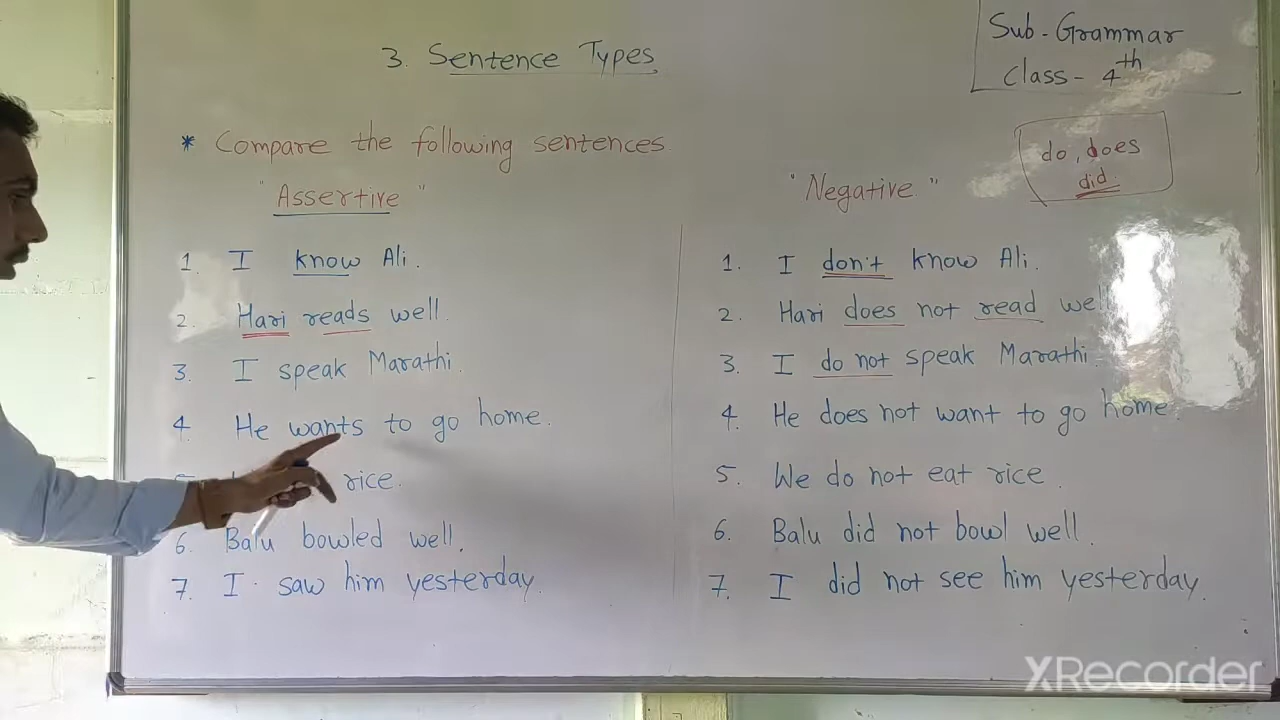 3. Sentence Types
Sub - Grammar
Class - 4th
* Compare the following sentences
do, does
did
"Assertive"
1. I know Ali.
2. Hari reads well.
3. I speak Marathi.
4. He wants to go home.
rice.
6. Balu bowled well.
7. I. saw him yesterday.
"Negative"
1. I don't know Ali.
2. Hari does not read well
3. I do not speak Marathi.
4. He does not want to go home.
5. We do not eat rice.
6. Balu did not bowl well.
7. I did not see him yesterday.
XRecorder